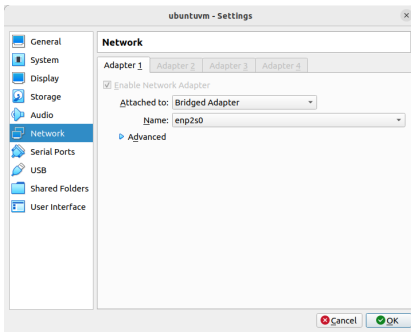 ubuntuvm - Settings
General
System
Display
Storage
Audio
Network
Serial Ports
USB
Shared Folders
User Interface
Network
Adapter 1 Adapter 2 Adapter 3 Adapter 4
Enable Network Adapter
Attached to: Bridged Adapter
Name: enp2s0
Advanced
Cancel OK